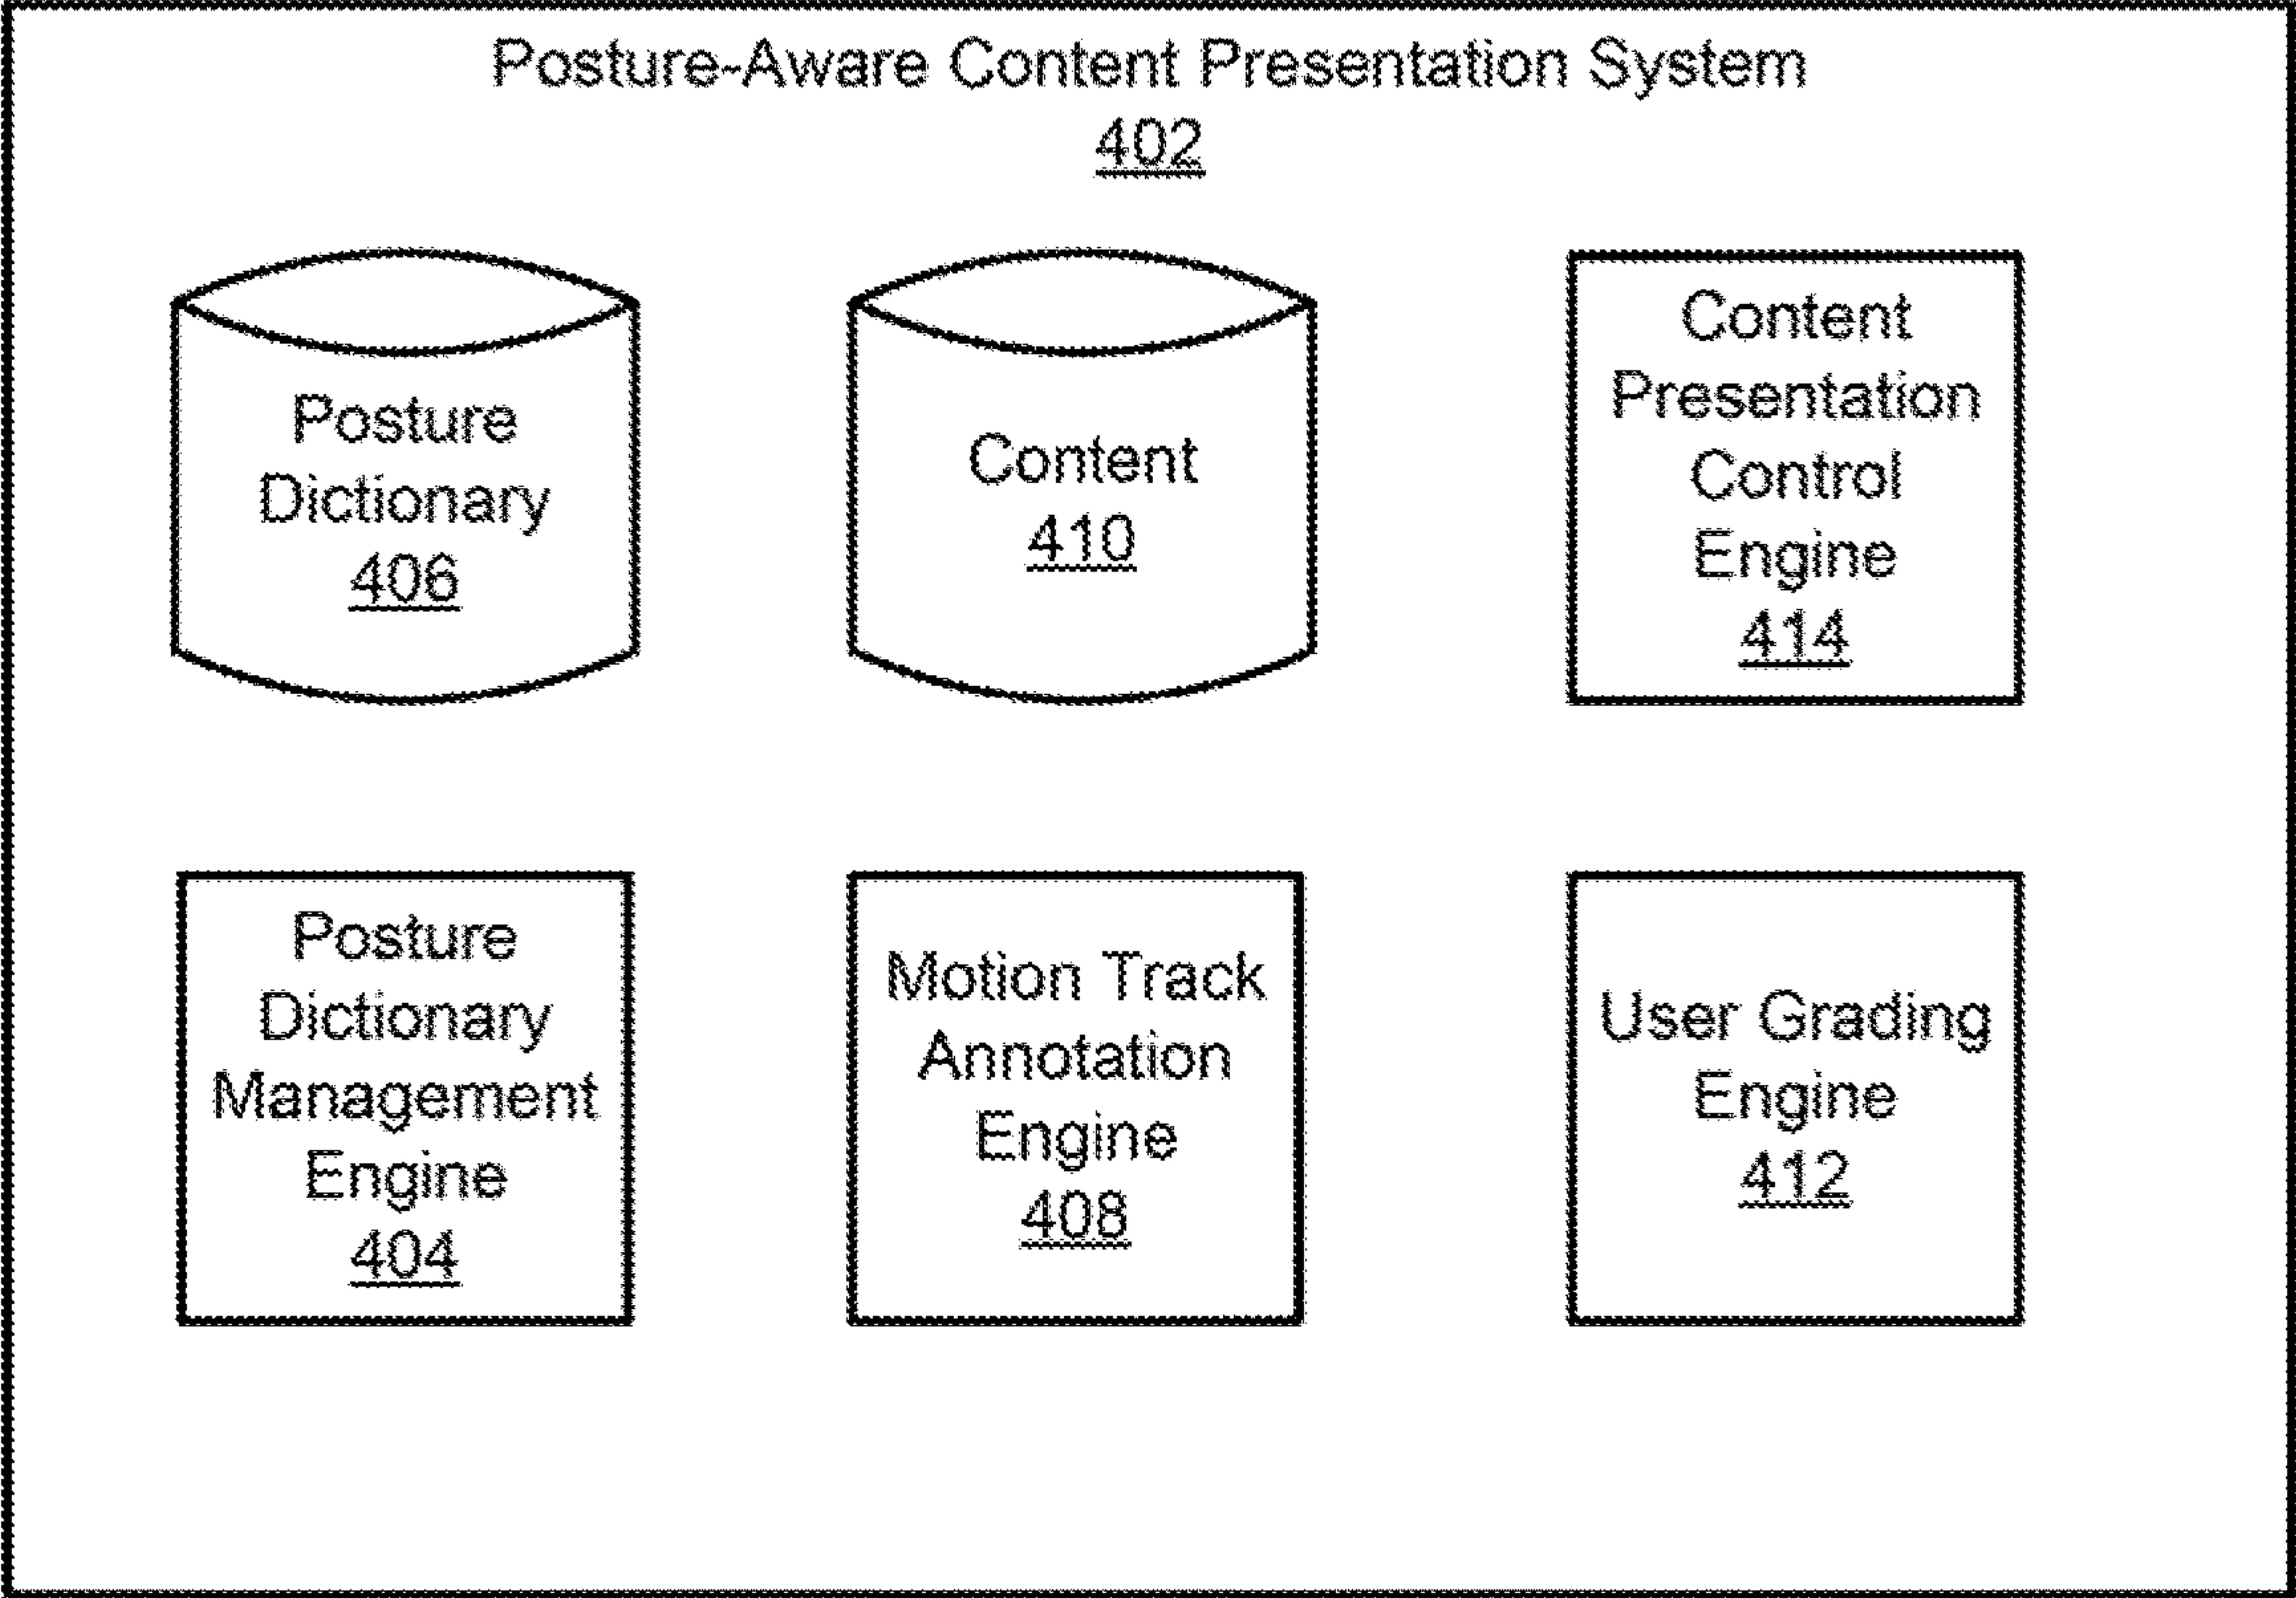 Posture-Aware Content Presentation System
402
Posture
Dictionary
406
Content
410
Content
Presentation
Control
Engine
414
Posture
Dictionary
Management
Engine
404
Motion Track
Annotation
Engine
408
User Grading
Engine
412